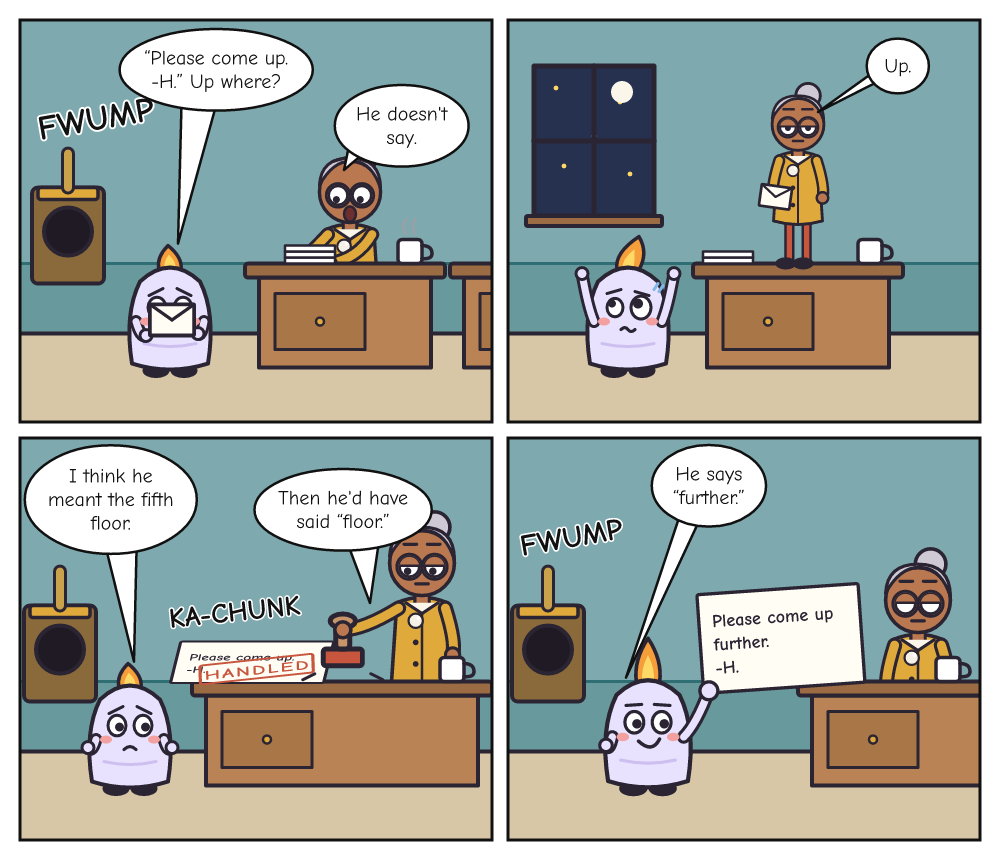 FWUMP
“Please come up.
-H.” Up where?
He doesn't
say.
Up.
I think he
meant the fifth
floor.
Then he'd have
said “floor.”
KA-CHUNK
Please come up.
-H.
HANDLED
He says
“further.”
FWUMP
Please come up
further.
-H.